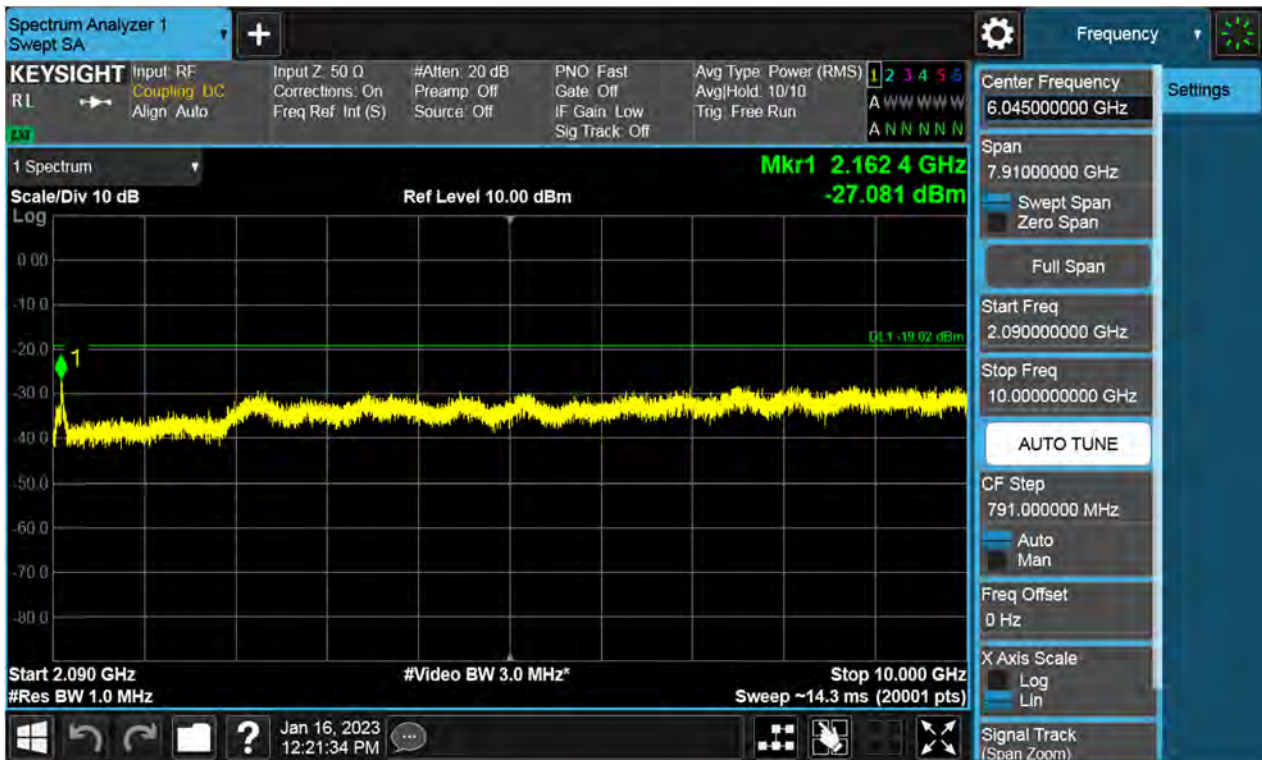 Spectrum Analyzer 1
Swept SA
+
Frequency
KEYSIGHT
RL
Input: RF
Coupling: DC
Align: Auto
Input Z: 50 Ω
Corrections: On
Freq Ref: Int (S)
#Atten: 20 dB
Preamp: Off
Source: Off
PNO: Fast
Gate: Off
IF Gain: Low
Sig Track: Off
Avg Type: Power (RMS)
Avg|Hold: 10/10
Trig: Free Run
1 2 3 4 5 6
A W W W W W
A N N N N N
1 Spectrum
Mkr1 2.162 4 GHz
-27.081 dBm
Scale/Div 10 dB
Ref Level 10.00 dBm
Log
0.00
-10.0
-20.0
-30.0
-40.0
-50.0
-60.0
-70.0
-80.0
1
DL1 -19.02 dBm
Start 2.090 GHz
#Video BW 3.0 MHz*
Stop 10.000 GHz
#Res BW 1.0 MHz
Sweep ~14.3 ms (20001 pts)
?
Jan 16, 2023
12:21:34 PM
Center Frequency
6.045000000 GHz
Settings
Span
7.91000000 GHz
Swept Span
Zero Span
Full Span
Start Freq
2.090000000 GHz
Stop Freq
10.000000000 GHz
AUTO TUNE
CF Step
791.000000 MHz
Auto
Man
Freq Offset
0 Hz
X Axis Scale
Log
Lin
Signal Track
(Span Zoom)